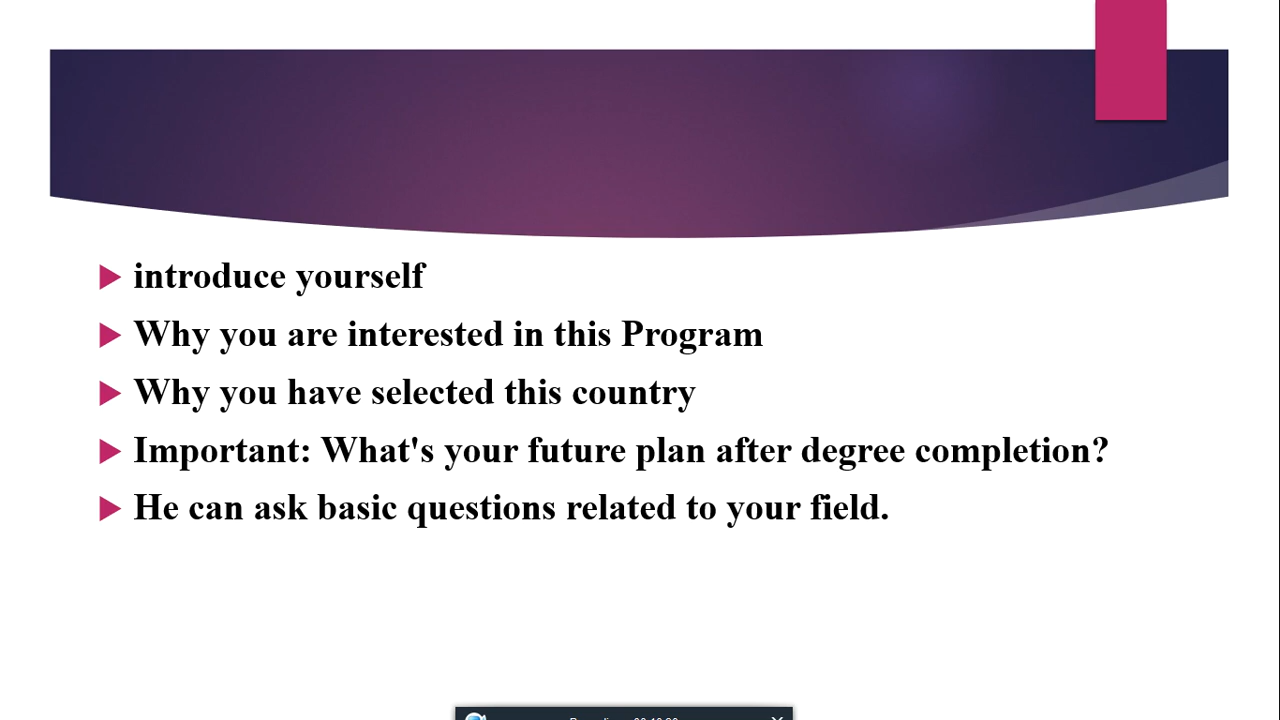 introduce yourself
Why you are interested in this Program
Why you have selected this country
Important: What's your future plan after degree completion?
He can ask basic questions related to your field.